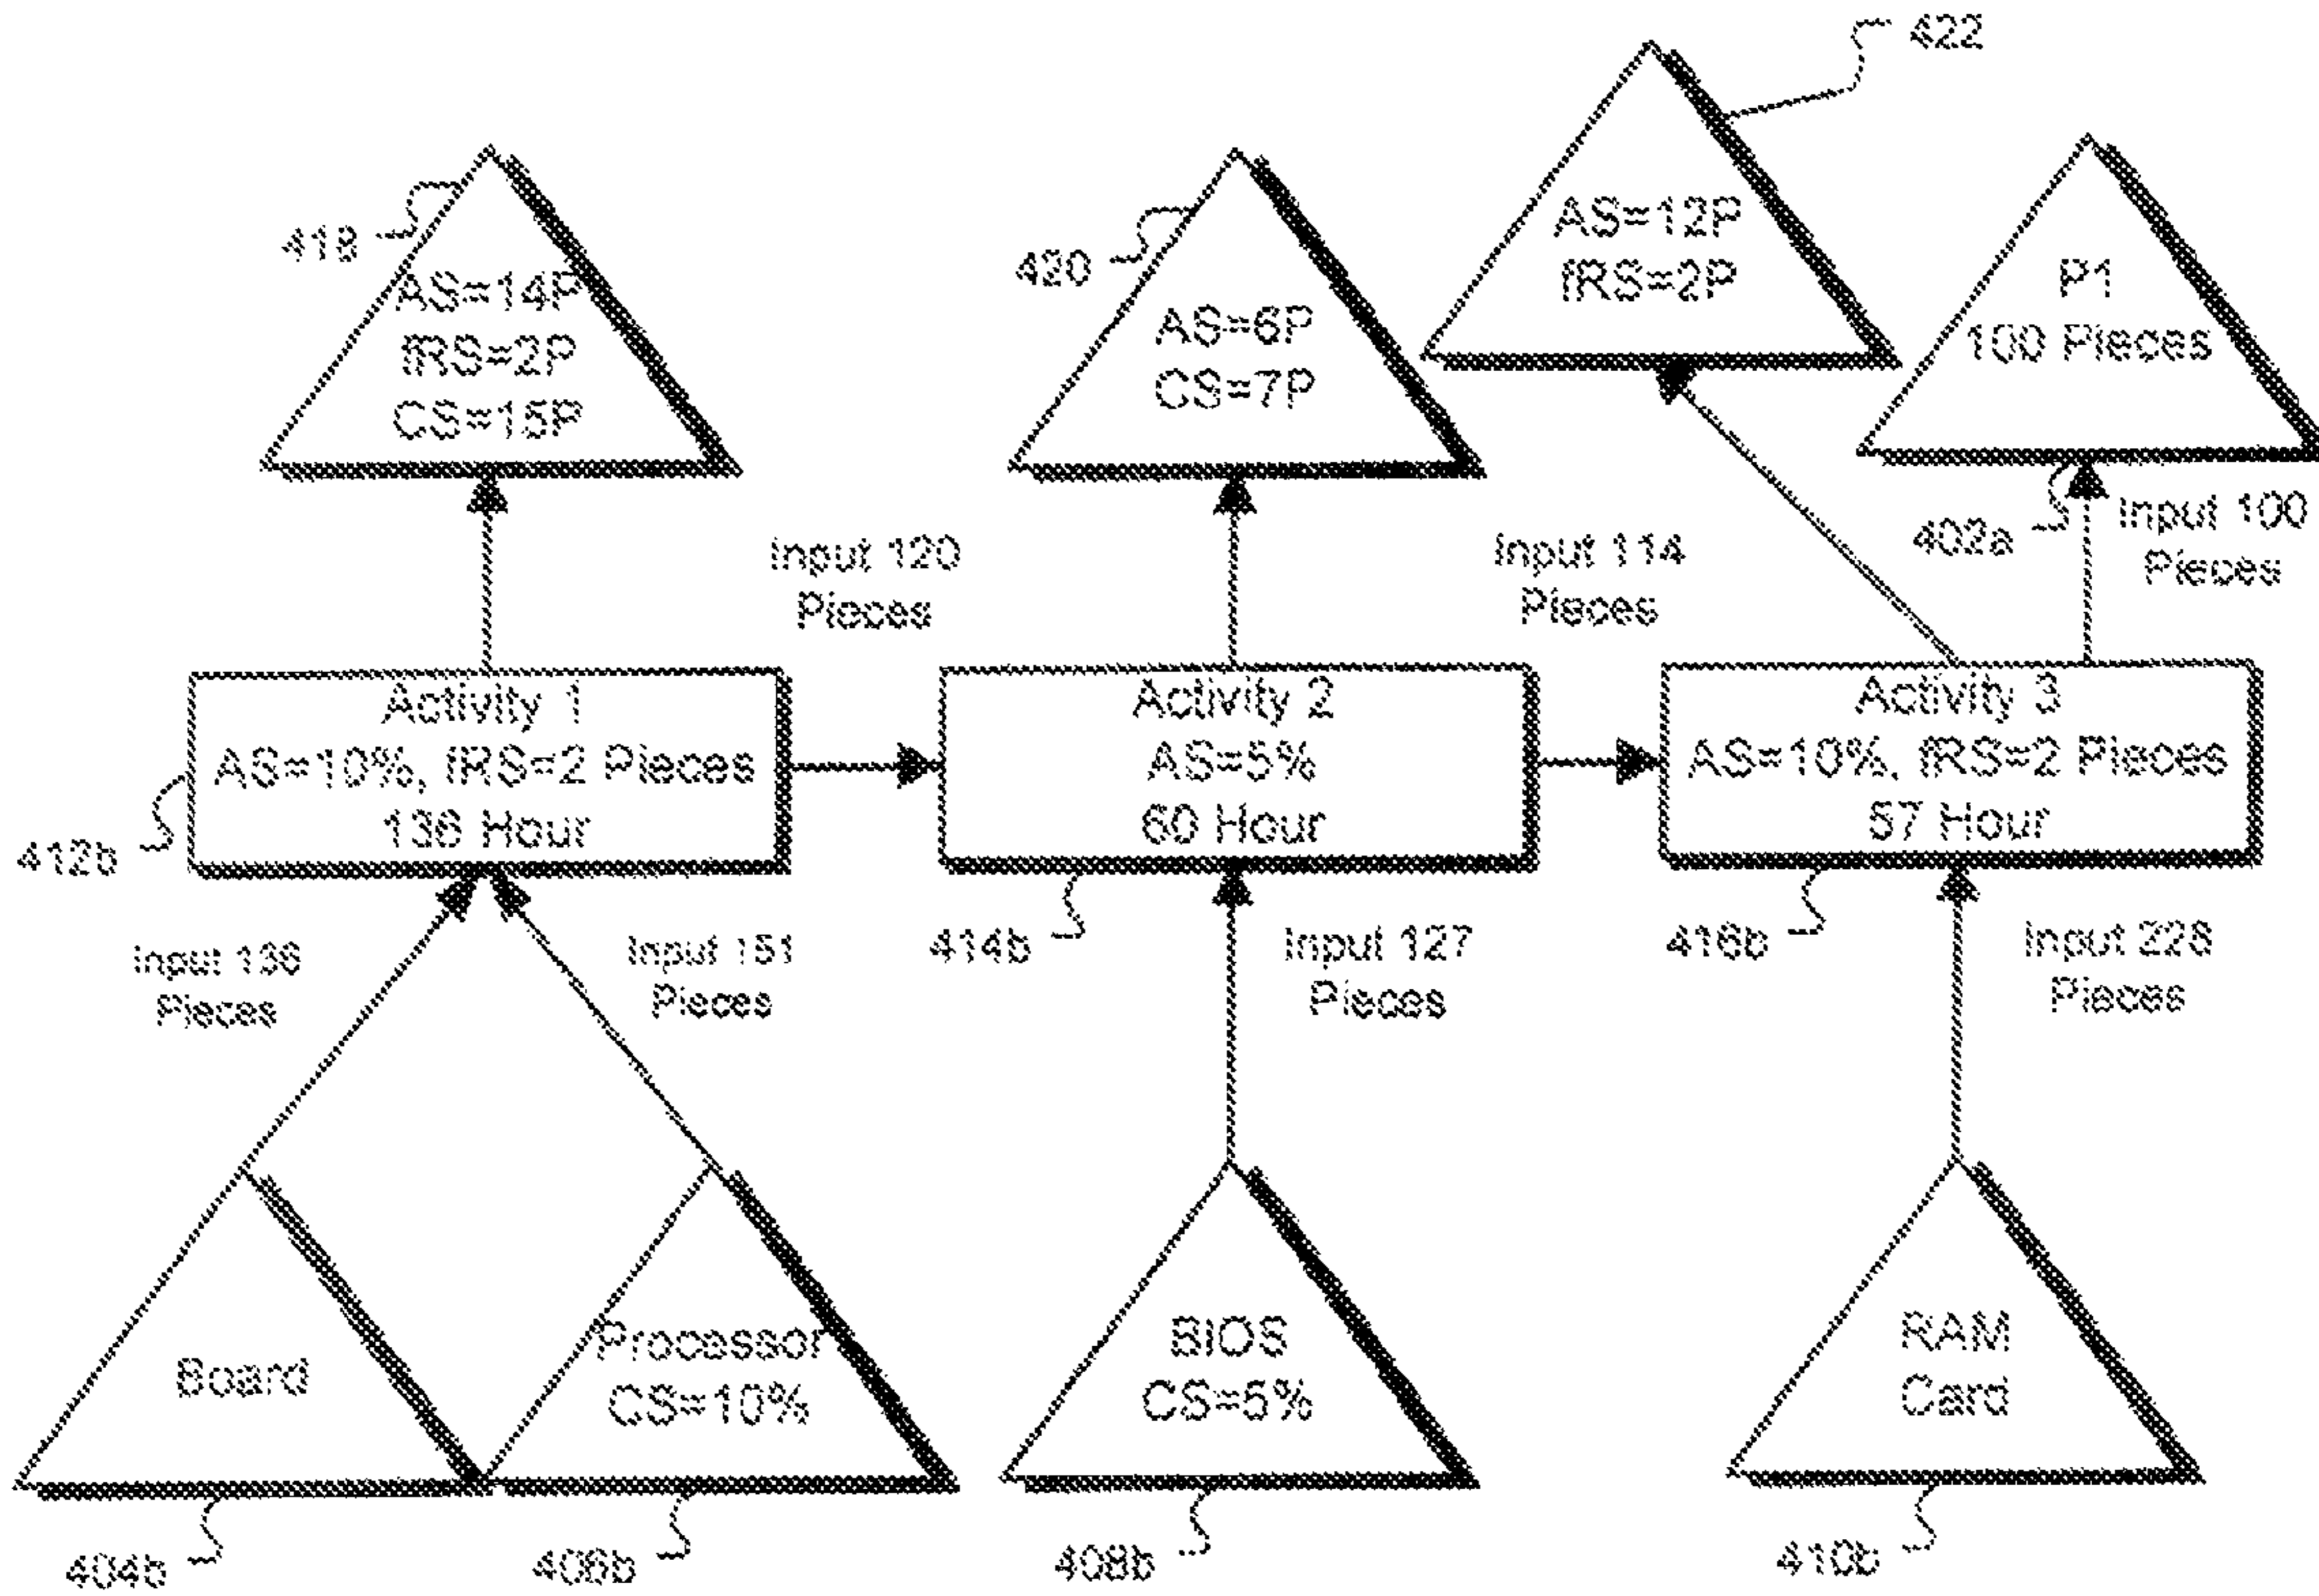 422
418
AS=14P
fRS=2P
CS=15P
420
AS=6P
CS=7P
AS=12P
fRS=2P
P1
100 Pieces
402a
Input 100
Pieces
Input 120
Pieces
Input 114
Pieces
Activity 1
AS=10%, fRS=2 Pieces
136 Hour
412b
Activity 2
AS=5%
60 Hour
414b
Activity 3
AS=10%, fRS=2 Pieces
57 Hour
416b
Input 136
Pieces
Input 151
Pieces
Input 127
Pieces
Input 228
Pieces
Board
Processor
CS=10%
BIOS
CS=5%
RAM
Card
404b
406b
408b
410b